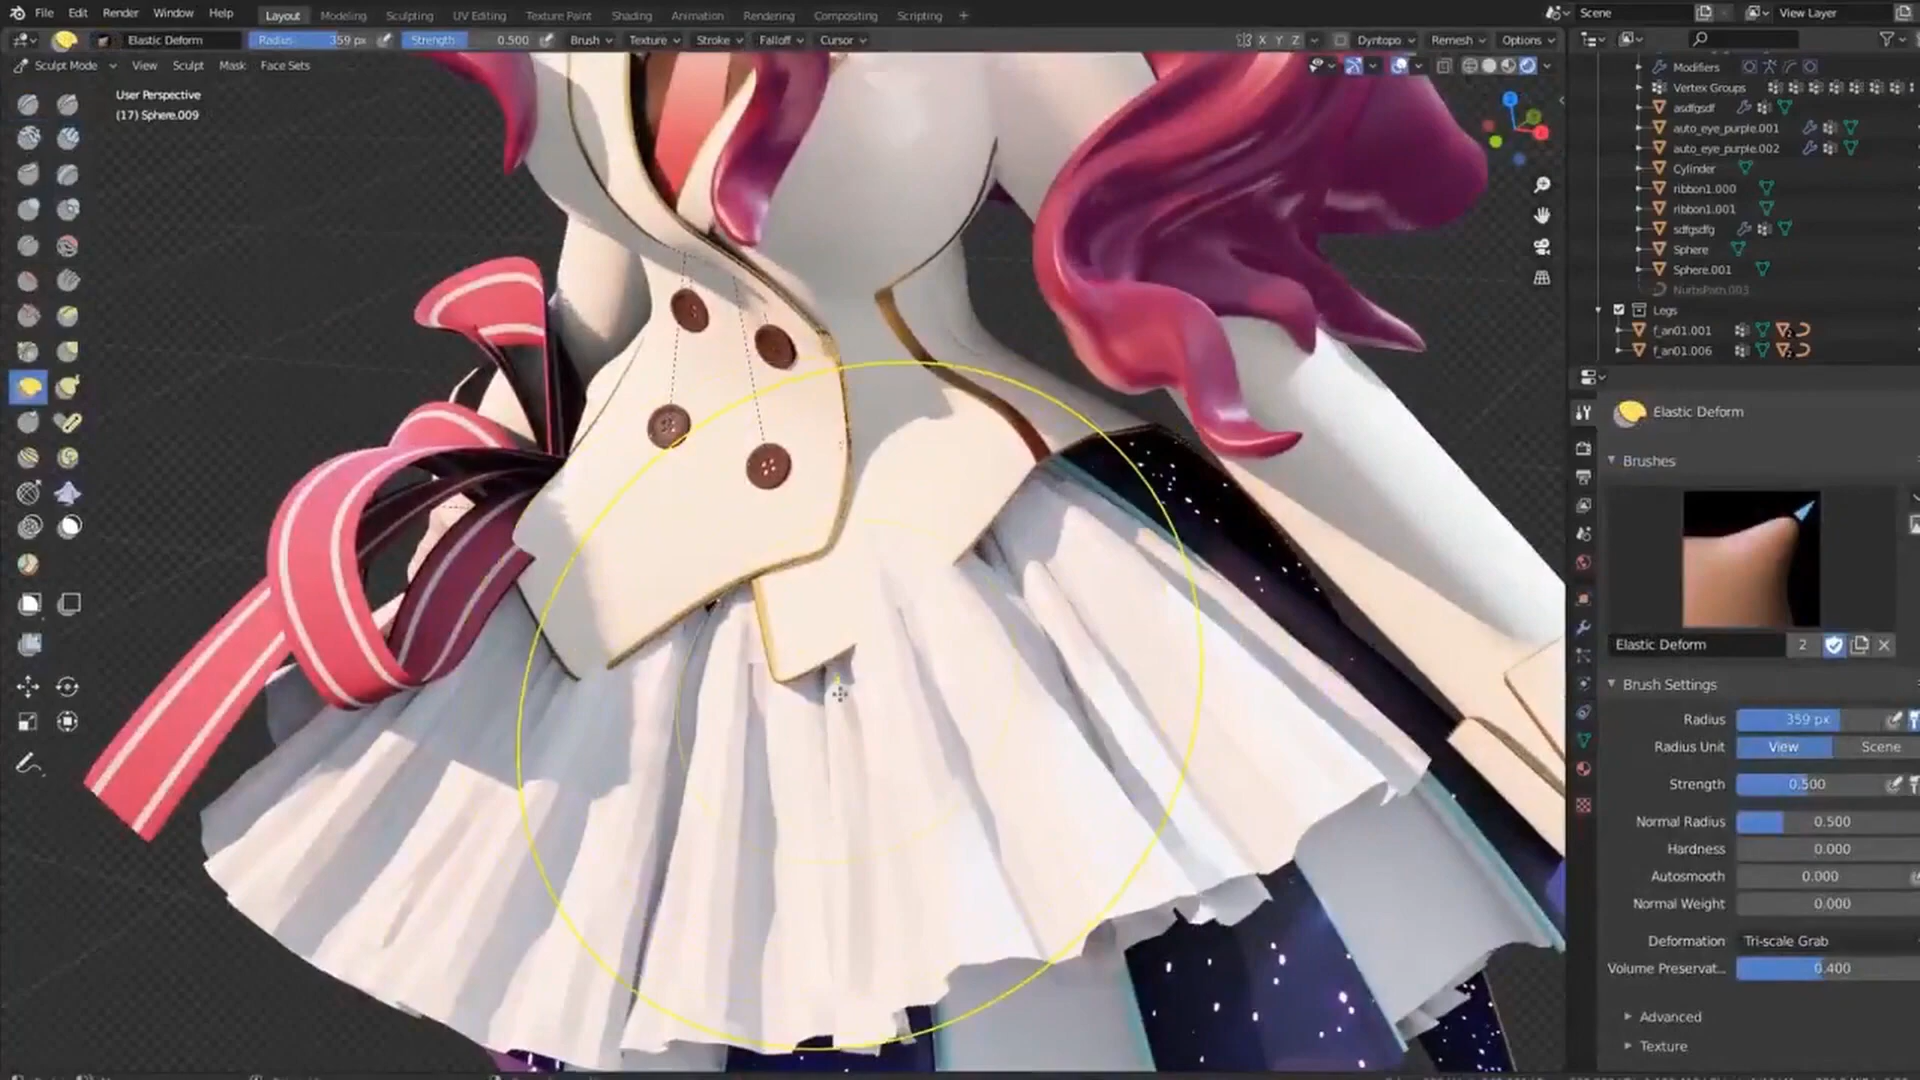 File Edit Render Window Help Layout Modeling Sculpting UV Editing Texture Paint Shading Animation Rendering Compositing Scripting + Scene View Layer
Elastic Deform Radius 359 px Strength 0.500 Brush Texture Stroke Falloff Cursor X Y Z Dyntopo Remesh Options
Sculpt Mode View Sculpt Mask Face Sets
User Perspective
(17) Sphere.009
Modifiers
Vertex Groups
asdfgsdf
auto_eye_purple.001
auto_eye_purple.002
Cylinder
ribbon1.000
ribbon1.001
sdfgsdfg
Sphere
Sphere.001
NurbsPath.003
Legs
f_an01.001
f_an01.006
Elastic Deform
Brushes
Elastic Deform 2
Brush Settings
Radius 359 px
Radius Unit View Scene
Strength 0.500
Normal Radius 0.500
Hardness 0.000
Autosmooth 0.000
Normal Weight 0.000
Deformation Tri-scale Grab
Volume Preservat... 0.400
Advanced
Texture